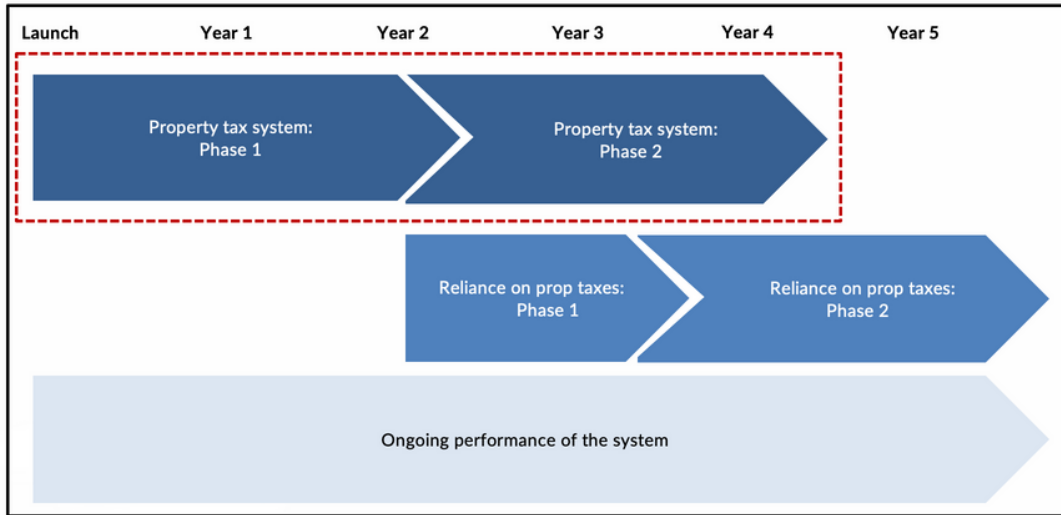 Launch Year 1 Year 2 Year 3 Year 4 Year 5
Property tax system:
Phase 1
Property tax system:
Phase 2
Reliance on prop taxes:
Phase 1
Reliance on prop taxes:
Phase 2
Ongoing performance of the system